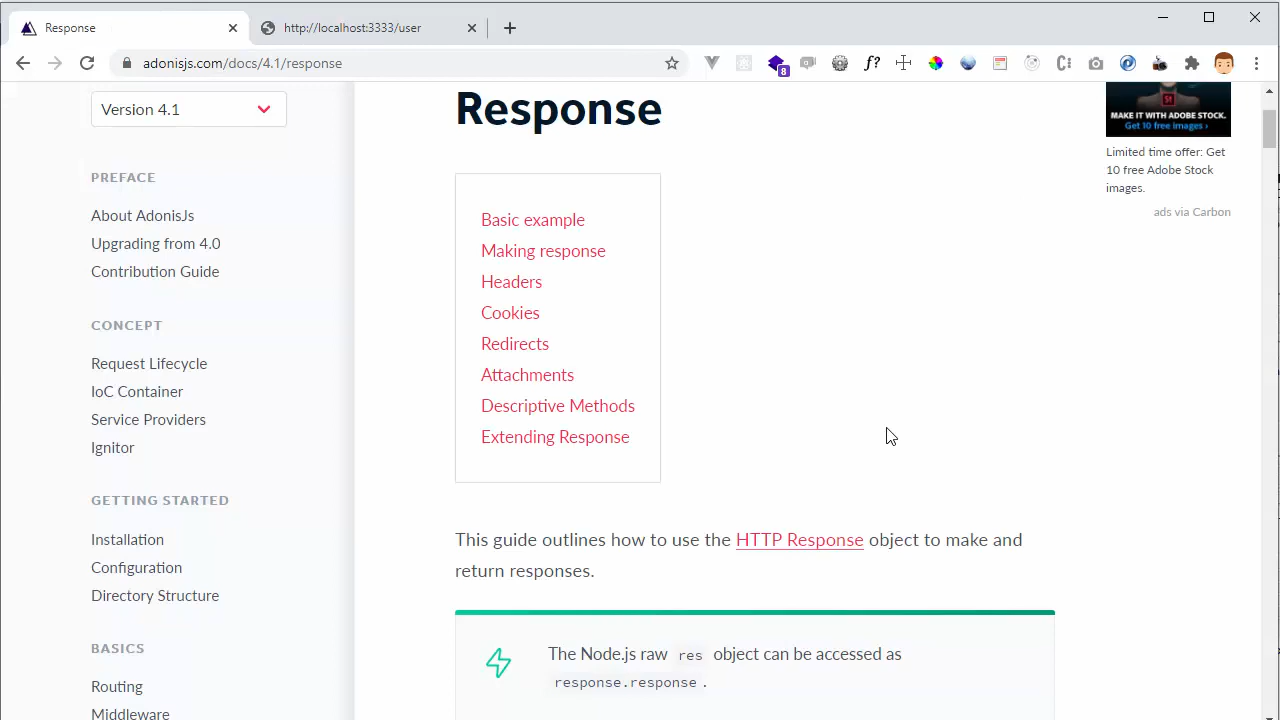 Response
http://localhost:3333/user
adonisjs.com/docs/4.1/response
f?
8
Version 4.1
PREFACE
About AdonisJs
Upgrading from 4.0
Contribution Guide
CONCEPT
Request Lifecycle
IoC Container
Service Providers
Ignitor
GETTING STARTED
Installation
Configuration
Directory Structure
BASICS
Routing
Middleware
Response
Basic example
Making response
Headers
Cookies
Redirects
Attachments
Descriptive Methods
Extending Response
This guide outlines how to use the HTTP Response object to make and
return responses.
The Node.js raw res object can be accessed as
response.response .
St
MAKE IT WITH ADOBE STOCK.
Get 10 free images ›
Limited time offer: Get
10 free Adobe Stock
images.
ads via Carbon